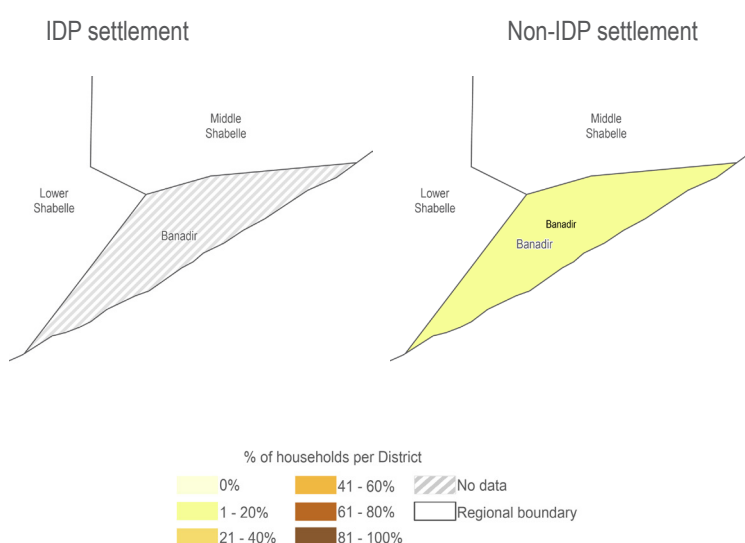 IDP settlement
Non-IDP settlement
Middle
Shabelle
Lower
Shabelle
Banadir
Middle
Shabelle
Lower
Shabelle
Banadir
Banadir
% of households per District
0%
1 - 20%
21 - 40%
41 - 60%
61 - 80%
81 - 100%
No data
Regional boundary